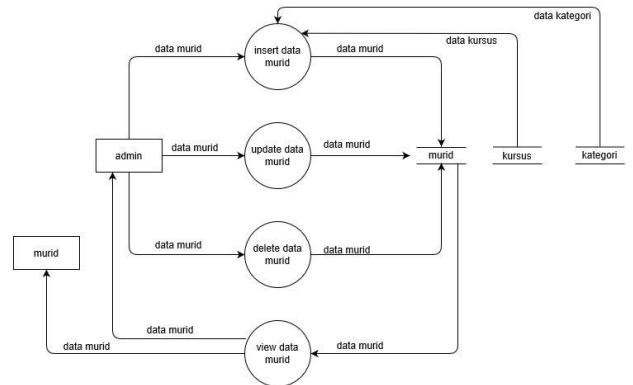 data kategori
data kursus
data murid
insert data
murid
data murid
admin
data murid
update data
murid
data murid
murid
kursus
kategori
data murid
delete data
murid
data murid
murid
data murid
data murid
view data
murid
data murid